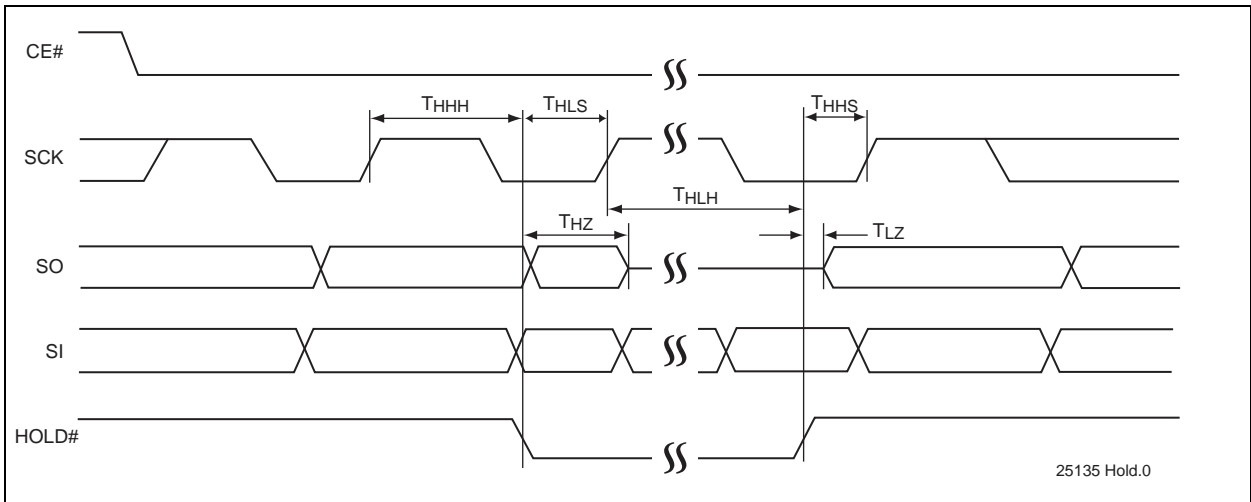 CE#
THHH
THLS
THHS
SCK
THLH
THZ
TLZ
SO
SI
HOLD#
25135 Hold.0